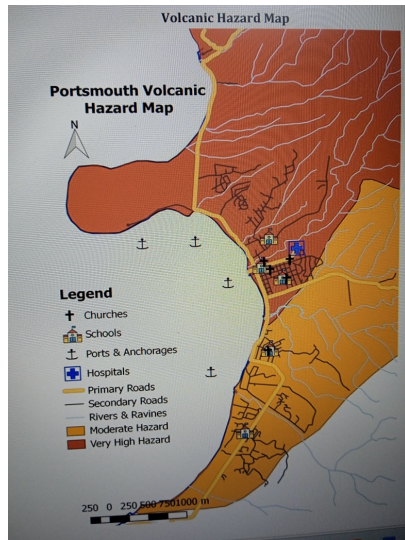 Volcanic Hazard Map
Portsmouth Volcanic
Hazard Map
N
Legend
Churches
Schools
Ports & Anchorages
Hospitals
Primary Roads
Secondary Roads
Rivers & Ravines
Moderate Hazard
Very High Hazard
250 0 250 500 750 1000 m